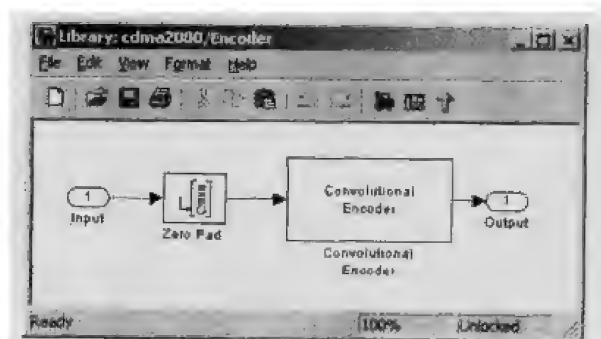 Library: cdma2000/Encoder
File Edit View Format Help
1
Input
Zero Pad
Convolutional
Encoder
Convolutional
Encoder
1
Output
Ready 100% Unlocked